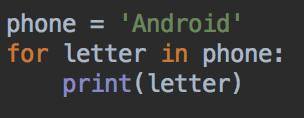 phone = 'Android'
for letter in phone:
    print(letter)